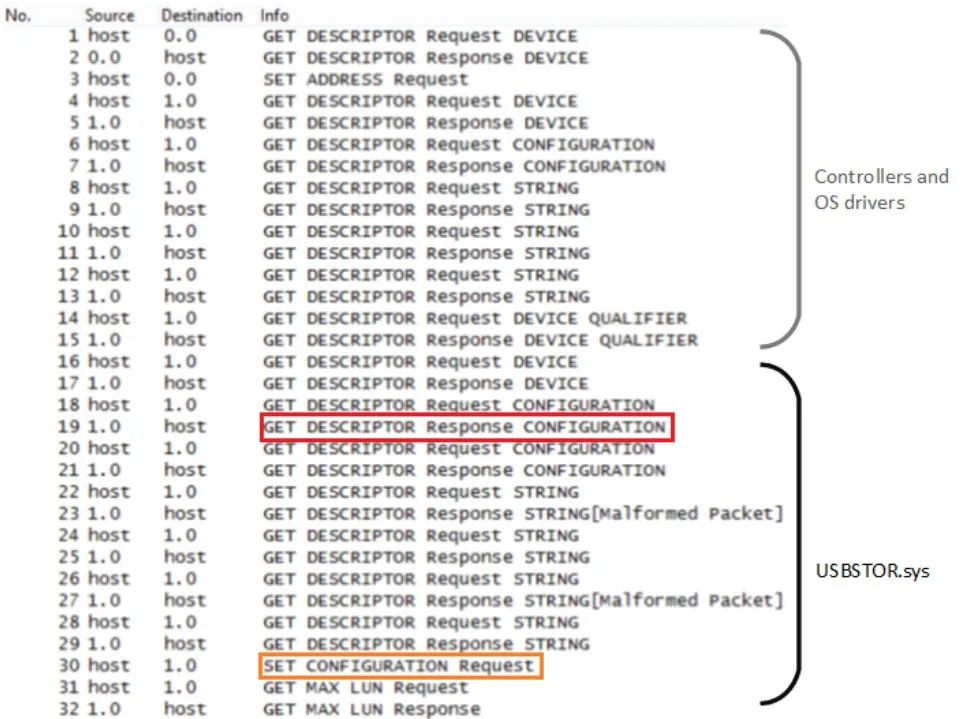 No. Source Destination Info
1 host 0.0 GET DESCRIPTOR Request DEVICE
2 0.0 host GET DESCRIPTOR Response DEVICE
3 host 0.0 SET ADDRESS Request
4 host 1.0 GET DESCRIPTOR Request DEVICE
5 1.0 host GET DESCRIPTOR Response DEVICE
6 host 1.0 GET DESCRIPTOR Request CONFIGURATION
7 1.0 host GET DESCRIPTOR Response CONFIGURATION
8 host 1.0 GET DESCRIPTOR Request STRING
9 1.0 host GET DESCRIPTOR Response STRING
10 host 1.0 GET DESCRIPTOR Request STRING
11 1.0 host GET DESCRIPTOR Response STRING
12 host 1.0 GET DESCRIPTOR Request STRING
13 1.0 host GET DESCRIPTOR Response STRING
14 host 1.0 GET DESCRIPTOR Request DEVICE QUALIFIER
15 1.0 host GET DESCRIPTOR Response DEVICE QUALIFIER
Controllers and
OS drivers
16 host 1.0 GET DESCRIPTOR Request DEVICE
17 1.0 host GET DESCRIPTOR Response DEVICE
18 host 1.0 GET DESCRIPTOR Request CONFIGURATION
19 1.0 host GET DESCRIPTOR Response CONFIGURATION
20 host 1.0 GET DESCRIPTOR Request CONFIGURATION
21 1.0 host GET DESCRIPTOR Response CONFIGURATION
22 host 1.0 GET DESCRIPTOR Request STRING
23 1.0 host GET DESCRIPTOR Response STRING[Malformed Packet]
24 host 1.0 GET DESCRIPTOR Request STRING
25 1.0 host GET DESCRIPTOR Response STRING
26 host 1.0 GET DESCRIPTOR Request STRING
27 1.0 host GET DESCRIPTOR Response STRING[Malformed Packet]
28 host 1.0 GET DESCRIPTOR Request STRING
29 1.0 host GET DESCRIPTOR Response STRING
30 host 1.0 SET CONFIGURATION Request
31 host 1.0 GET MAX LUN Request
32 1.0 host GET MAX LUN Response
USBSTOR.sys